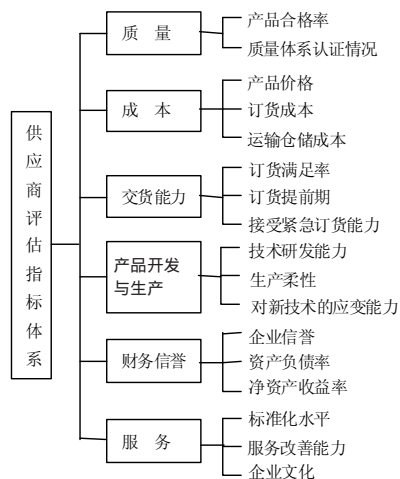 供应商评估指标体系
质 量
产品合格率
质量体系认证情况
成 本
产品价格
订货成本
运输仓储成本
交货能力
订货满足率
订货提前期
接受紧急订货能力
产品开发
与生产
技术研发能力
生产柔性
对新技术的应变能力
财务信誉
企业信誉
资产负债率
净资产收益率
服 务
标准化水平
服务改善能力
企业文化